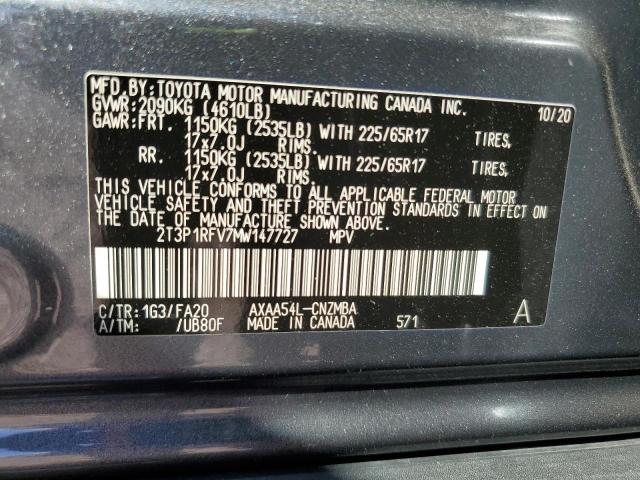 MFD. BY: TOYOTA MOTOR MANUFACTURING CANADA INC.
GVWR: 2090KG (4610LB) 10/20
GAWR: FRT. 1150KG (2535LB) WITH 225/65R17 TIRES,
17x7.0J RIMS.
RR. 1150KG (2535LB) WITH 225/65R17 TIRES,
17x7.0J RIMS.
THIS VEHICLE CONFORMS TO ALL APPLICABLE FEDERAL MOTOR
VEHICLE SAFETY AND THEFT PREVENTION STANDARDS IN EFFECT ON
THE DATE OF MANUFACTURE SHOWN ABOVE.
2T3P1RFV7MW147727 MPV
C/TR: 1G3/FA20 AXAA54L-CNZMBA
A/TM: /UB80F MADE IN CANADA 571 A